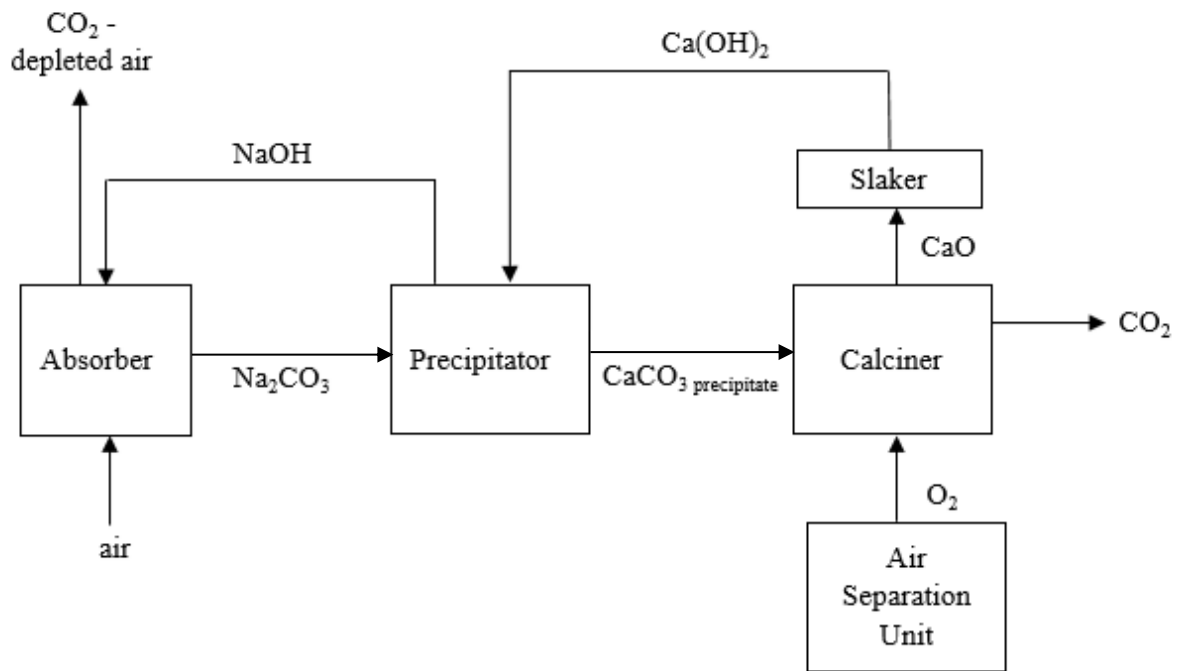 CO₂ -
depleted air
Ca(OH)₂
NaOH
Slaker
CaO
Absorber
Na₂CO₃
Precipitator
CaCO₃ precipitate
Calciner
CO₂
air
O₂
Air
Separation
Unit